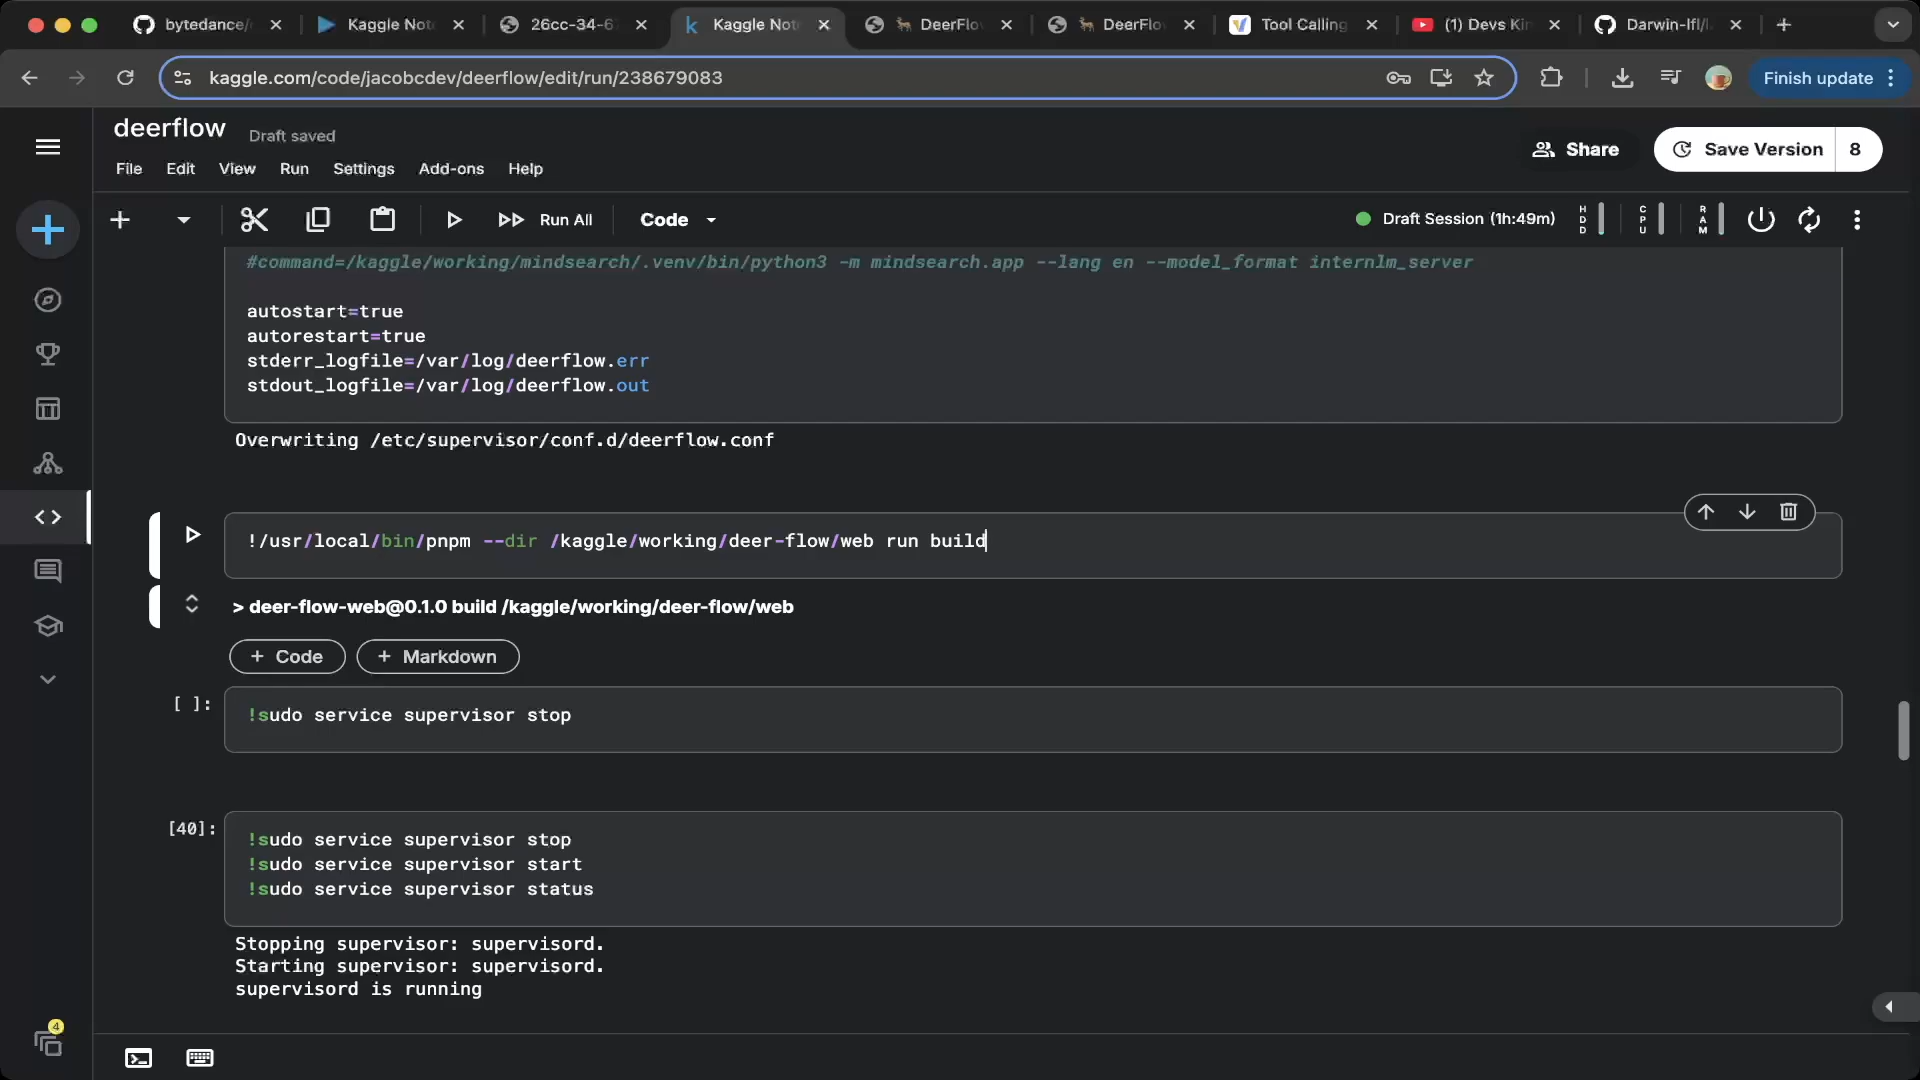 bytedance/
Kaggle Not
26cc-34-6
Kaggle Not
DeerFlo
DeerFlo
Tool Calling
(1) Devs Kin
Darwin-lfl/
kaggle.com/code/jacobcdev/deerflow/edit/run/238679083
Finish update
deerflow
Draft saved
File
Edit
View
Run
Settings
Add-ons
Help
Share
Save Version
8
Run All
Code
Draft Session (1h:49m)
HDD
CPU
RAM
#command=/kaggle/working/mindsearch/.venv/bin/python3 -m mindsearch.app --lang en --model_format internlm_server
autostart=true
autorestart=true
stderr_logfile=/var/log/deerflow.err
stdout_logfile=/var/log/deerflow.out
Overwriting /etc/supervisor/conf.d/deerflow.conf
!/usr/local/bin/pnpm --dir /kaggle/working/deer-flow/web run build
> deer-flow-web@0.1.0 build /kaggle/working/deer-flow/web
+ Code
+ Markdown
[ ]:
!sudo service supervisor stop
[40]:
!sudo service supervisor stop
!sudo service supervisor start
!sudo service supervisor status
Stopping supervisor: supervisord.
Starting supervisor: supervisord.
supervisord is running
4